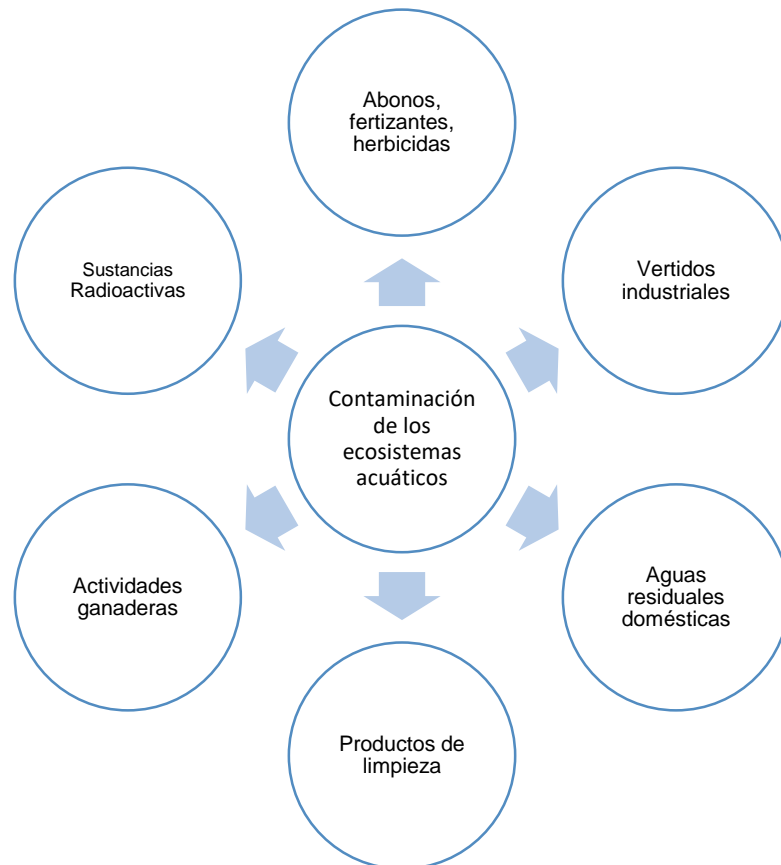 Abonos,
fertizantes,
herbicidas
Sustancias
Radioactivas
Vertidos
industriales
Contaminación
de los
ecosistemas
acuáticos
Actividades
ganaderas
Aguas
residuales
domésticas
Productos de
limpieza